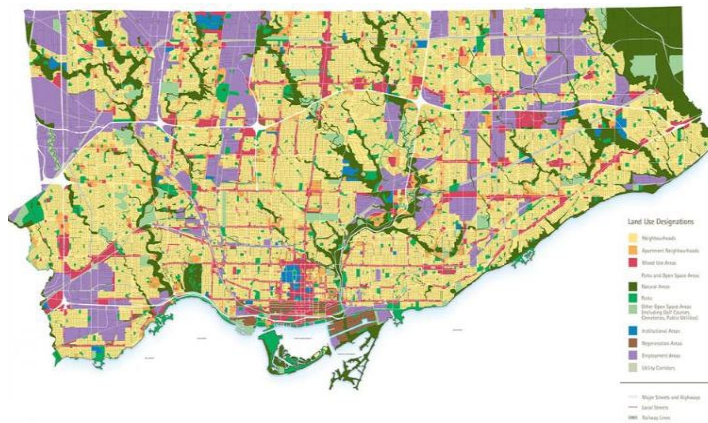 Land Use Designations
Neighbourhoods
Apartment Neighbourhoods
Mixed Use Areas
Parks and Open Space Areas
Natural Areas
Parks
Other Open Space Areas
(including Golf Courses,
Cemeteries, Public Utilities)
Institutional Areas
Regeneration Areas
Employment Areas
Utility Corridors
Major Streets and Highways
Local Streets
Railway Lines